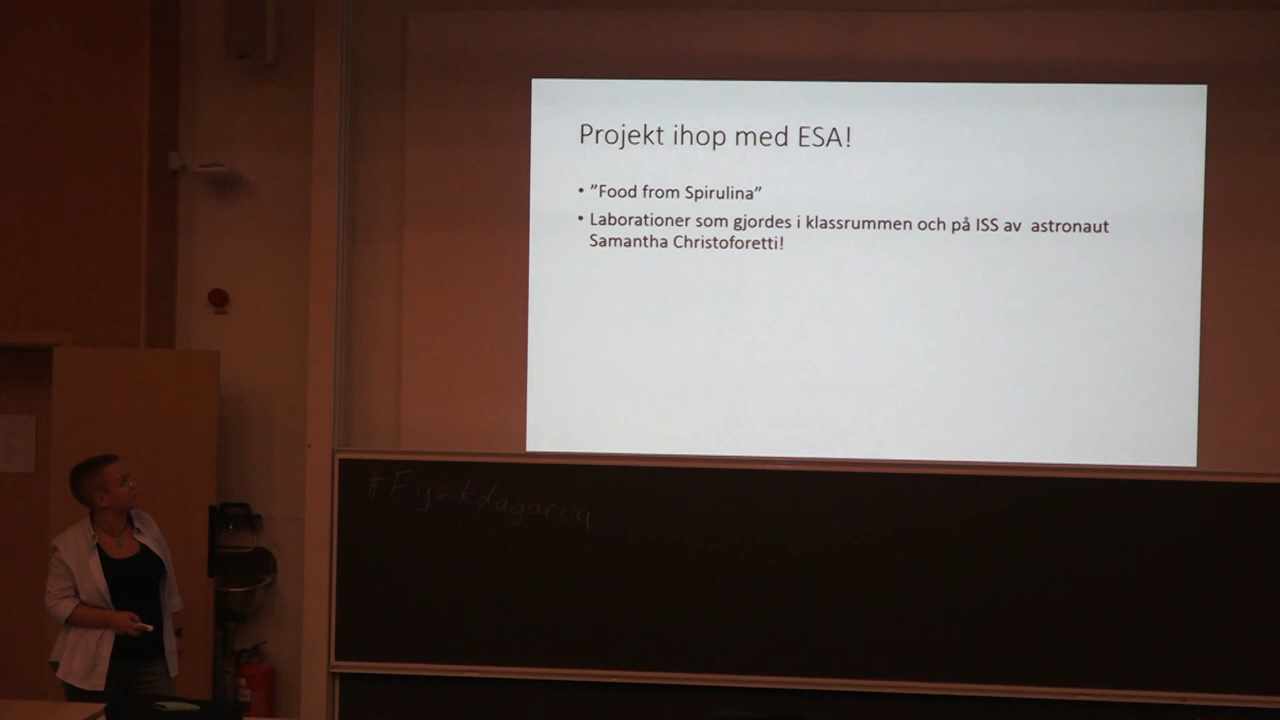 Projekt ihop med ESA!
• ”Food from Spirulina”
• Laborationer som gjordes i klassrummen och på ISS av  astronaut
Samantha Christoforetti!
#Fysikdagarna